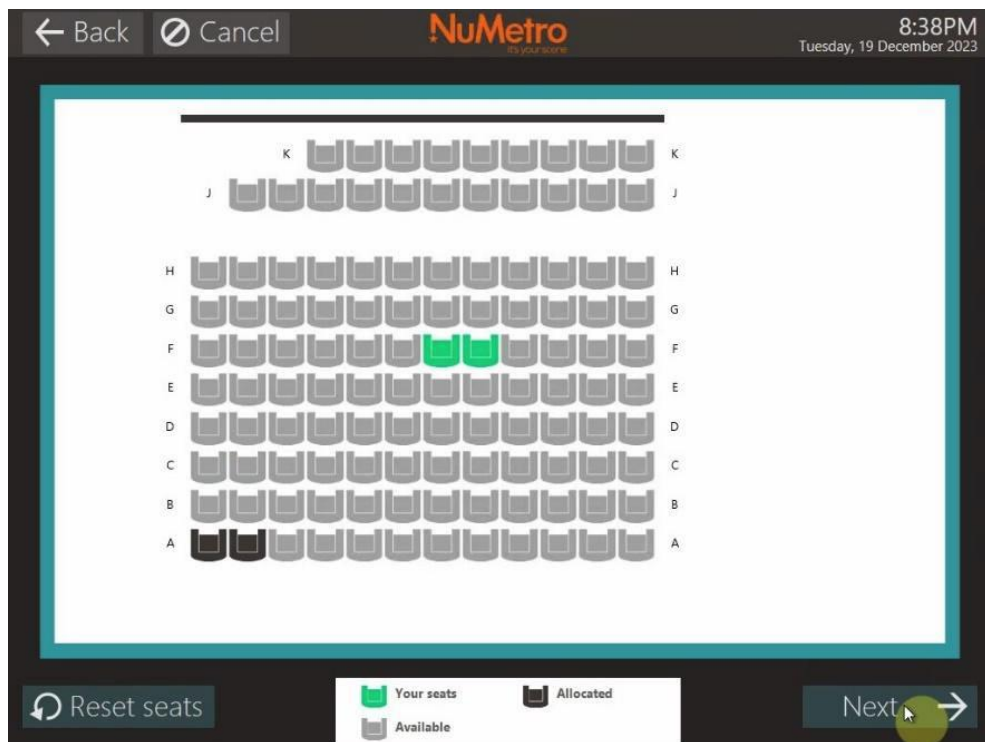 Back Cancel NuMetro 8:38PM
it's your scene Tuesday, 19 December 2023
K K
J J
H H
G G
F F
E E
D D
C C
B B
A A
Reset seats Your seats Allocated Next
Available